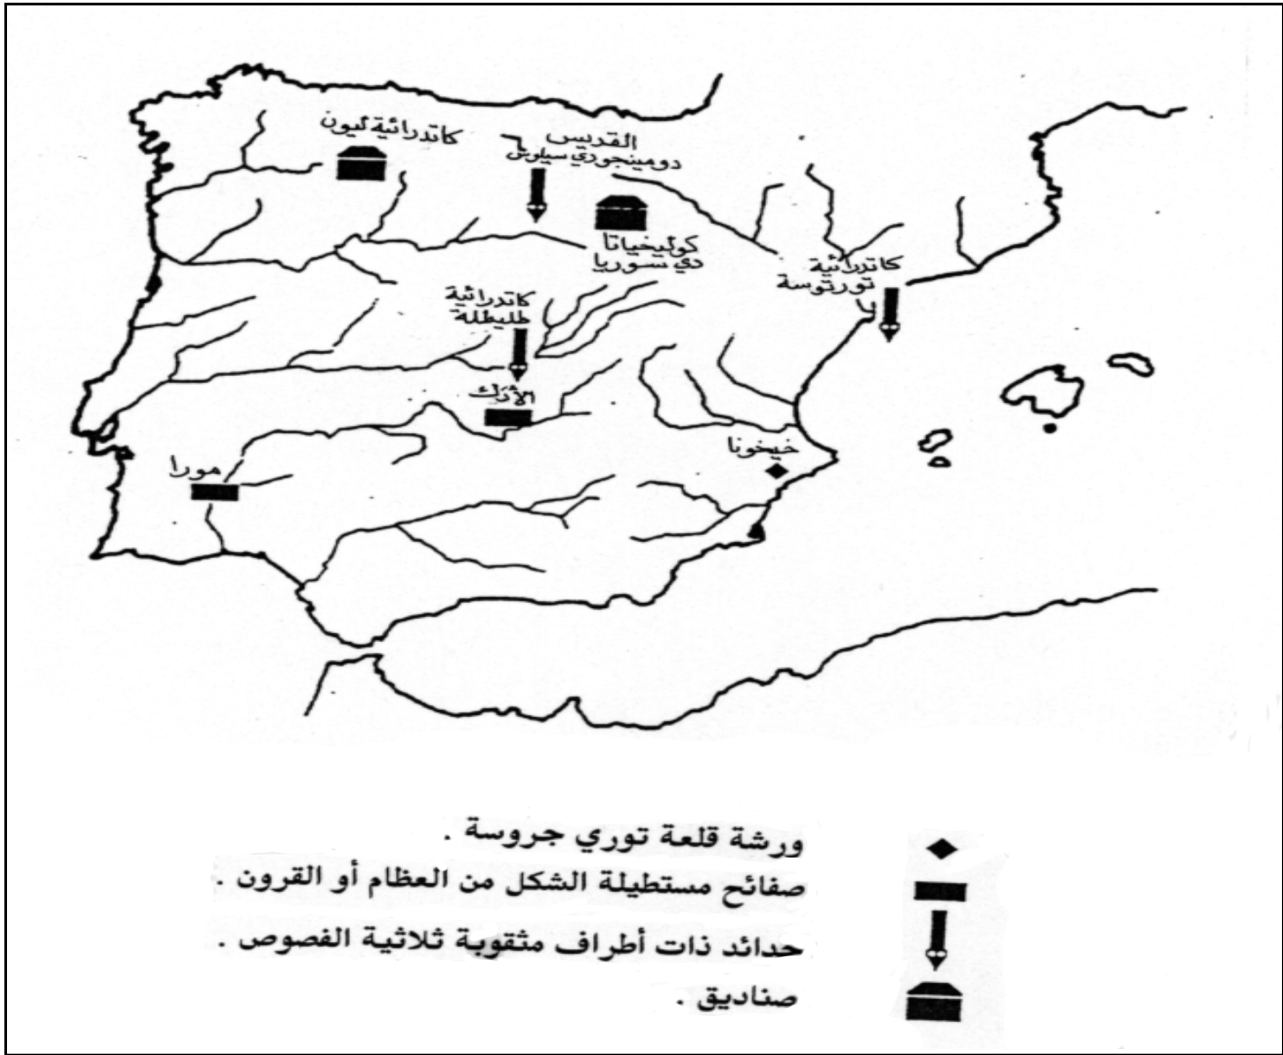 كاتدرائية ليون
القديس
دومينجو دي سيلوش
كوليخياتا
دي سوريا
كاتدرائية
تورتوسة
كاتدرائية
طليطلة
الأرك
خيخونا
مورا
ورشة قلعة توري جروسة .
صفائح مستطيلة الشكل من العظام أو القرون .
حدائد ذات أطراف مثقوبة ثلاثية الفصوص .
صناديق .